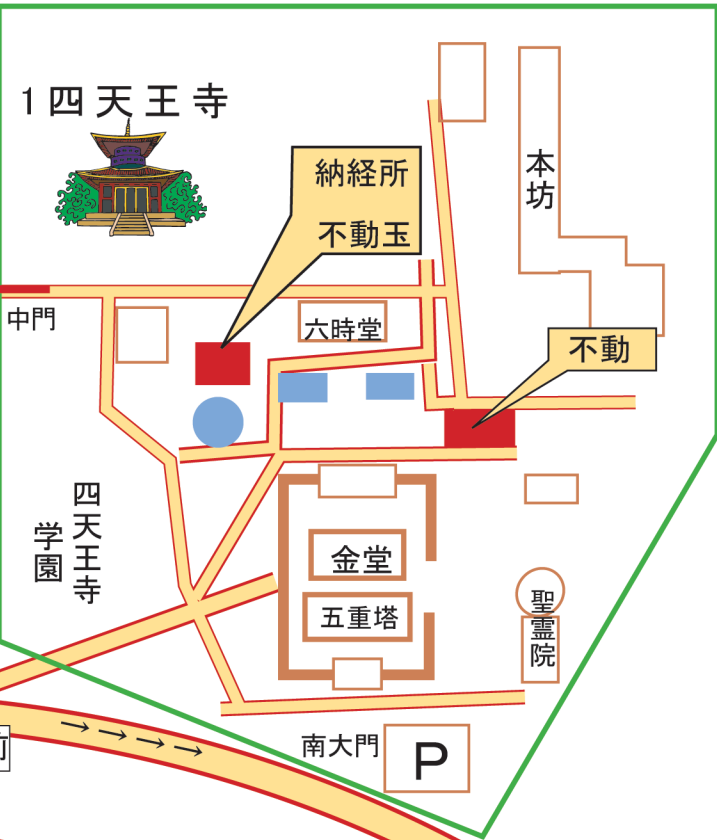 1四天王寺
納経所
不動玉
本坊
中門
六時堂
不動
四天王寺
学園
金堂
五重塔
聖霊院
南大門
P
→→→→